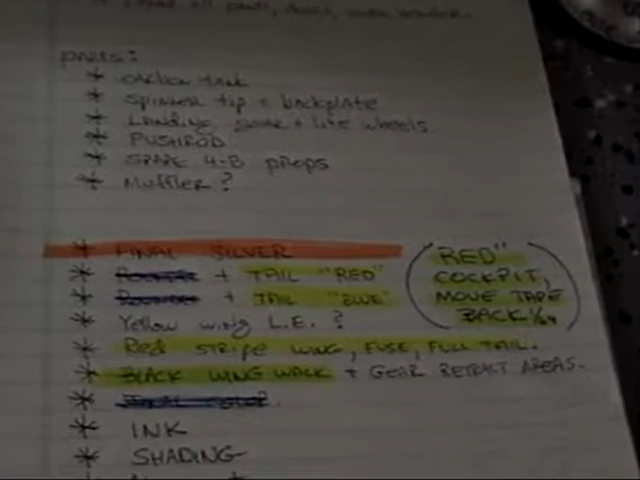 parts:
* carbon tank
* spinner tip + backplate
* Landing gear + lite wheels.
* PUSHROD
* SPARE 4-B props
* Muffler?
* FINAL SILVER
* + TAIL "RED"
* + TAIL "BLUE"
("RED"
COCKPIT,
MOVE TAPE
BACK 1/64)
* Yellow wing L.E. ?
* Red STRIPE WING, FUSE, FULL TAIL.
* BLACK WING WALK + GEAR RETRACT AREAS.
*
* INK
* SHADING